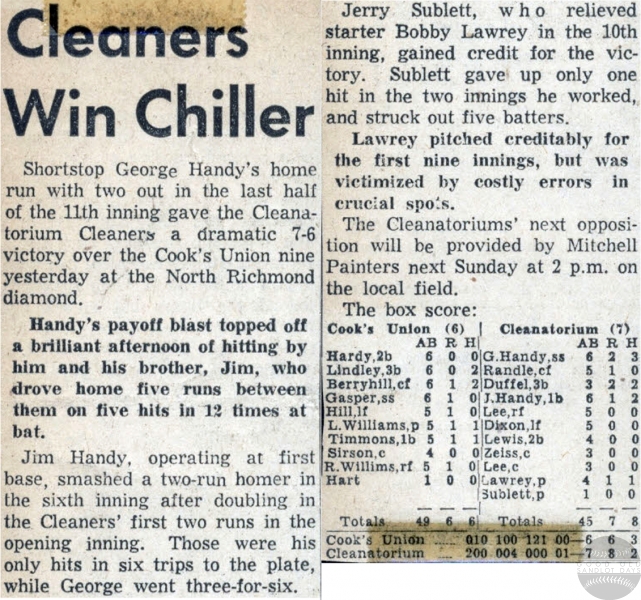 Cleaners
Win Chiller
Shortstop George Handy's home
run with two out in the last half
of the 11th inning gave the Cleana-
torium Cleaners a dramatic 7-6
victory over the Cook's Union nine
yesterday at the North Richmond
diamond.
Handy's payoff blast topped off
a brilliant afternoon of hitting by
him and his brother, Jim, who
drove home five runs between
them on five hits in 12 times at
bat.
Jim Handy, operating at first
base, smashed a two-run homer in
the sixth inning after doubling in
the Cleaners' first two runs in the
opening inning. Those were his
only hits in six trips to the plate,
while George went three-for-six.
Jerry Sublett, who relieved
starter Bobby Lawrey in the 10th
inning, gained credit for the vic-
tory. Sublett gave up only one
hit in the two innings he worked,
and struck out five batters.
Lawrey pitched creditably for
the first nine innings, but was
victimized by costly errors in
crucial spots.
The Cleanatoriums' next opposi-
tion will be provided by Mitchell
Painters next Sunday at 2 p.m. on
the local field.
The box score:
Cook's Union (6)
AB R H
Hardy,2b 6 0 0
Lindley,3b 6 0 2
Berryhill,cf 6 1 2
Gasper,ss 6 1 0
Hill,lf 5 1 0
L.Williams,p 5 1 1
Timmons,1b 5 1 1
Sirson,c 4 0 0
R.Willims,rf 5 1 0
Hart 1 0 0
Totals 49 6 6
Cleanatorium (7)
AB R H
G.Handy,ss 6 2 3
Randle,cf 5 1 0
Duffel,3b 3 2
J.Handy,1b 6 1 2
Lee,rf 5 0 0
Dixon,lf 5 0 0
Lewis,2b 4 0 0
Zeiss,c 3 0 0
Lee,c 3 0 0
Lawrey,p 4 1 1
Sublett,p 1 0 0
Totals 45 7 8
Cook's Union 010 100 121 00—6 6 3
Cleanatorium 200 004 000 01—7 8 2